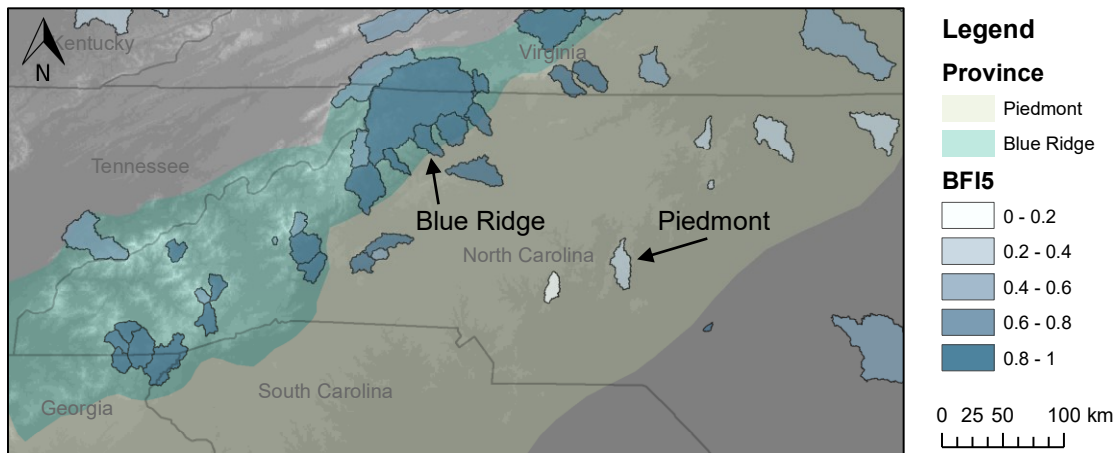 Kentucky
N
Virginia
Tennessee
Blue Ridge
Piedmont
North Carolina
South Carolina
Georgia
Legend
Province
Piedmont
Blue Ridge
BFI5
0 - 0.2
0.2 - 0.4
0.4 - 0.6
0.6 - 0.8
0.8 - 1
0 25 50 100 km